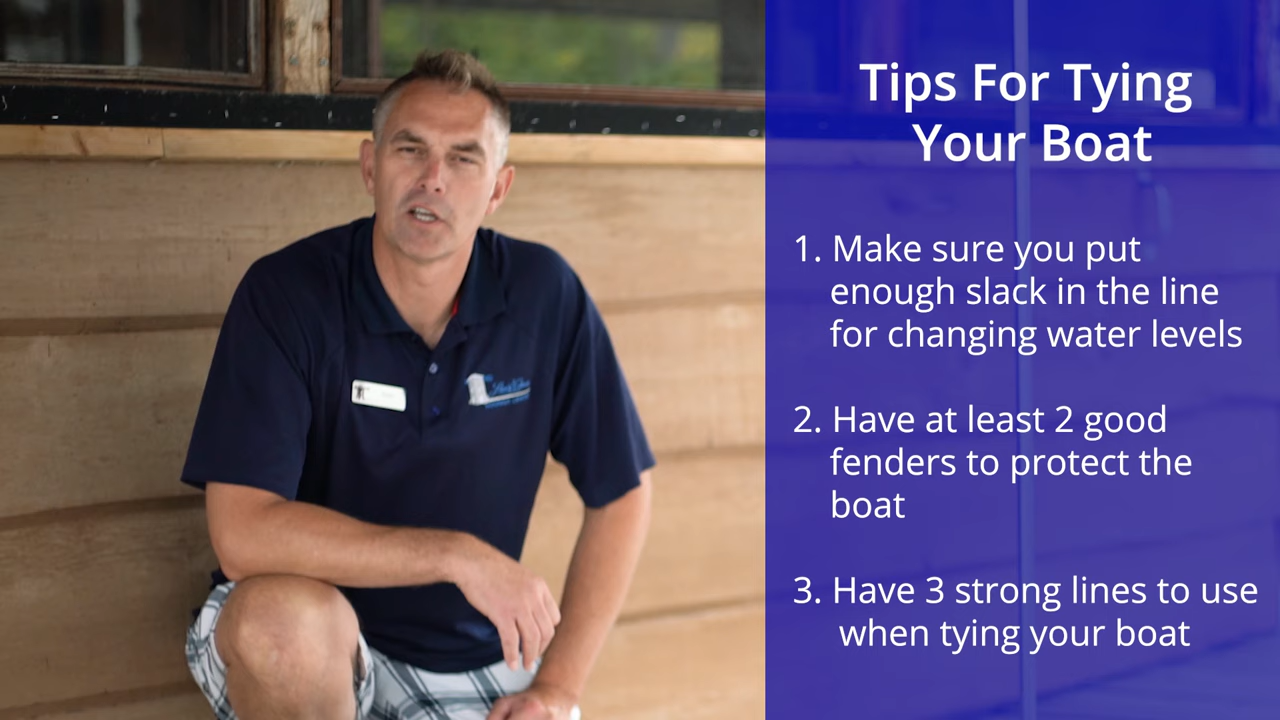 Tips For Tying
Your Boat
1. Make sure you put
enough slack in the line
for changing water levels
2. Have at least 2 good
fenders to protect the
boat
3. Have 3 strong lines to use
when tying your boat